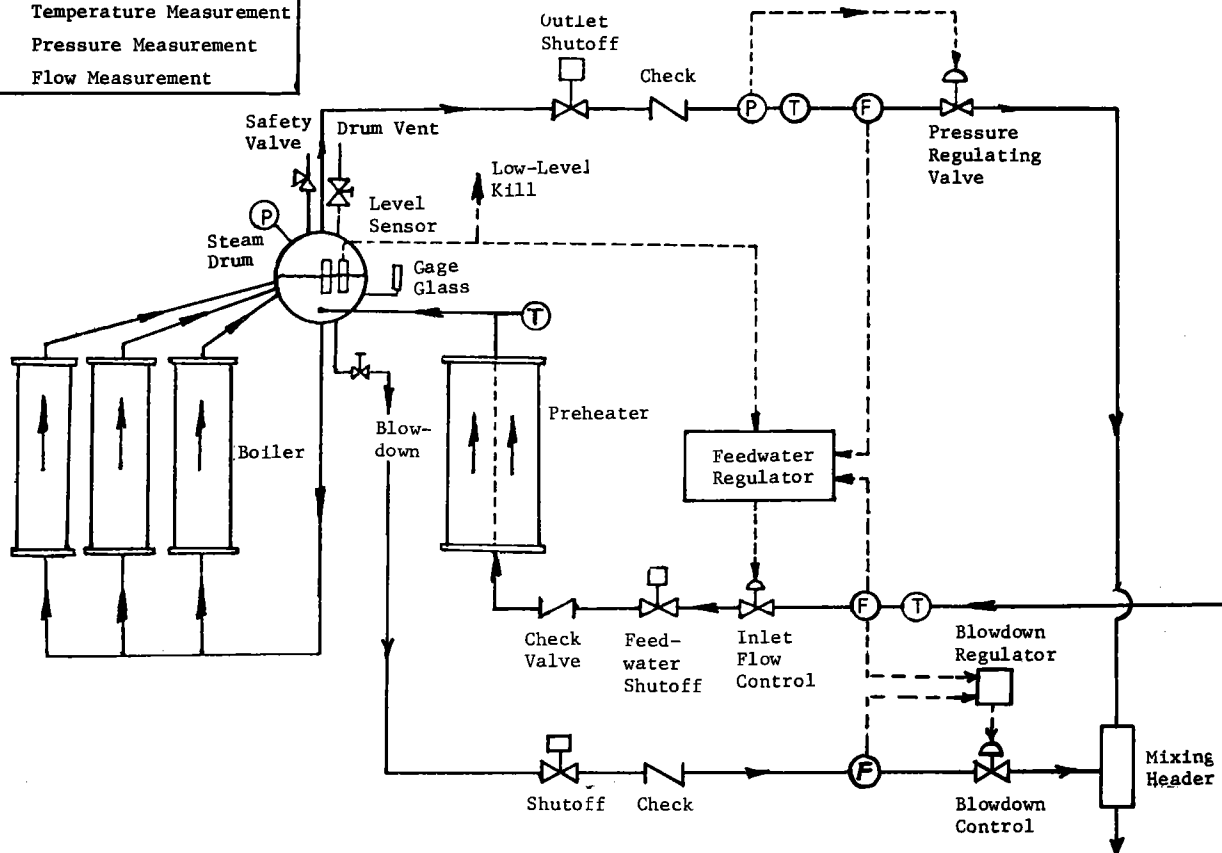 Temperature Measurement
Pressure Measurement
Flow Measurement
Outlet
Shutoff
Check
P
T
F
Pressure
Regulating
Valve
Safety
Valve
Drum Vent
Low-Level
Kill
Level
Sensor
P
Steam
Drum
Gage
Glass
T
Preheater
Boiler
Blow-
down
Feedwater
Regulator
F
T
Check
Valve
Feed-
water
Shutoff
Inlet
Flow
Control
Blowdown
Regulator
F
Shutoff
Check
Blowdown
Control
Mixing
Header